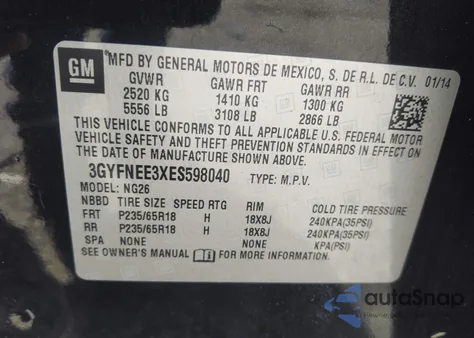 GM
MFD BY GENERAL MOTORS DE MEXICO, S. DE R.L. DE C.V. 01/14
GVWR GAWR FRT GAWR RR
2520 KG 1410 KG 1300 KG
5556 LB 3108 LB 2866 LB
THIS VEHICLE CONFORMS TO ALL APPLICABLE U.S. FEDERAL MOTOR
VEHICLE SAFETY AND THEFT PREVENTION STANDARDS IN EFFECT ON
THE DATE OF MANUFACTURE SHOWN ABOVE.
3GYFNEE3XES598040 TYPE: M.P.V.
MODEL: NG26
NBBD TIRE SIZE SPEED RTG RIM COLD TIRE PRESSURE
FRT P235/65R18 H 18X8J 240KPA(35PSI)
RR P235/65R18 H 18X8J 240KPA(35PSI)
SPA NONE NONE KPA(PSI)
SEE OWNER'S MANUAL i FOR MORE INFORMATION.
autoSnap